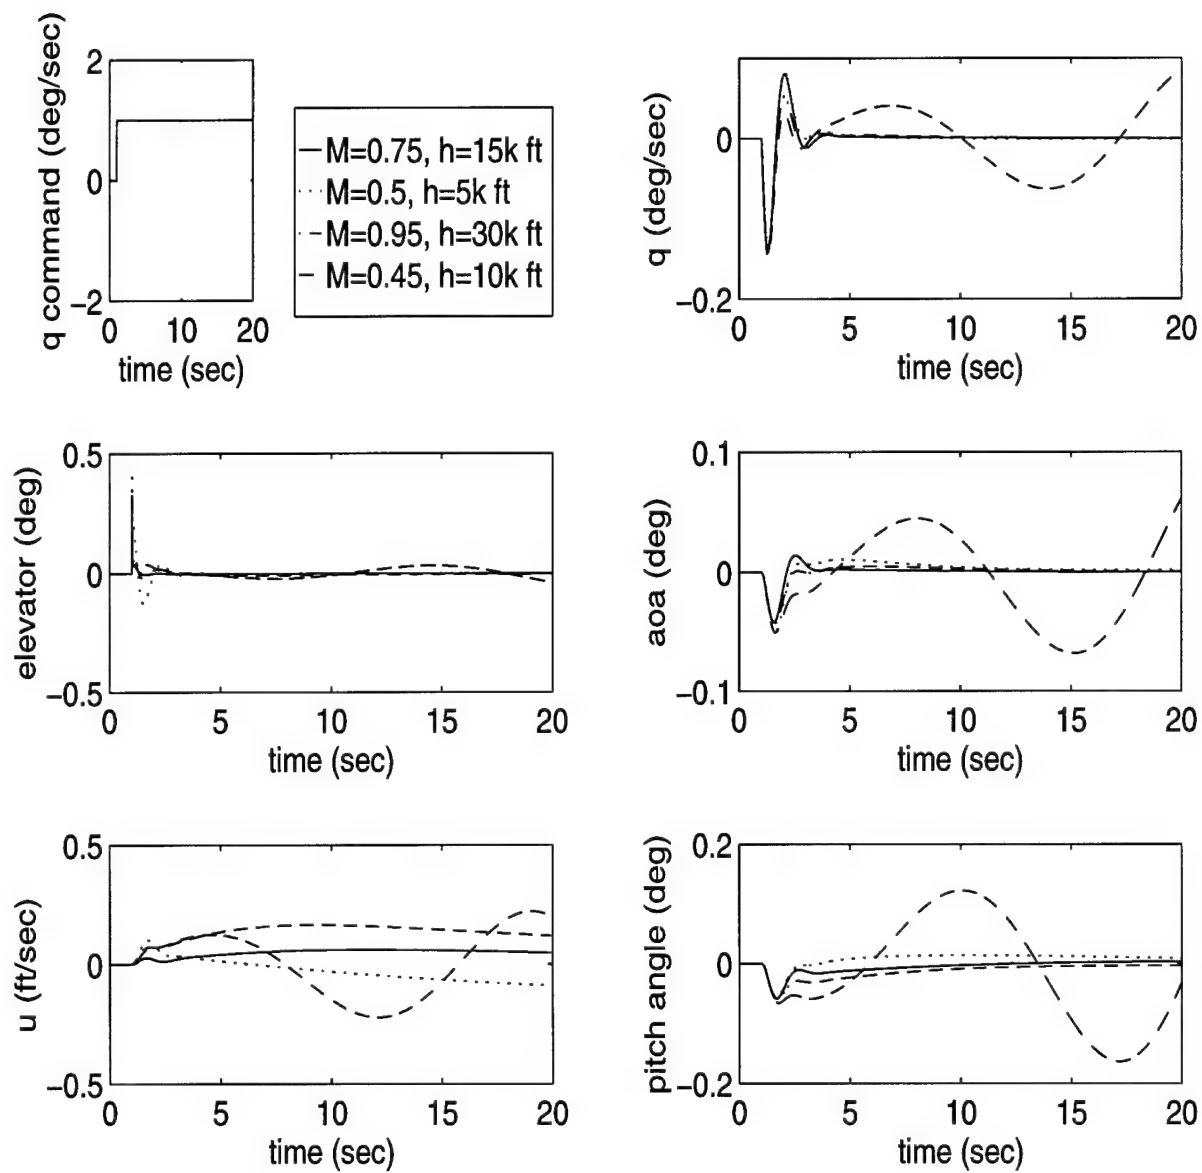 q command (deg/sec)
2
0
−2
0 10 20
time (sec)
M=0.75, h=15k ft
M=0.5, h=5k ft
M=0.95, h=30k ft
M=0.45, h=10k ft
q (deg/sec)
0
−0.2
0 5 10 15 20
time (sec)
elevator (deg)
0.5
0
−0.5
0 5 10 15 20
time (sec)
aoa (deg)
0.1
0
−0.1
0 5 10 15 20
time (sec)
u (fft/sec)
0.5
0
−0.5
0 5 10 15 20
time (sec)
pitch angle (deg)
0.2
0
−0.2
0 5 10 15 20
time (sec)